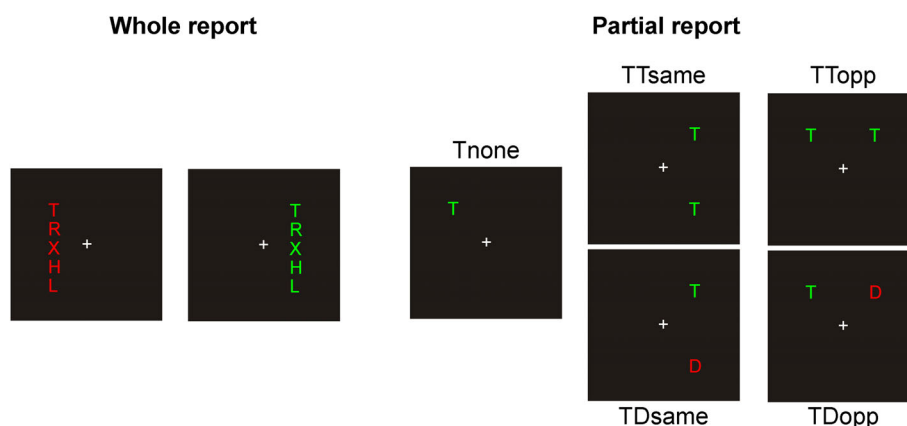 Whole report
Partial report
TTsame
TTopp
Tnone
T
R
X
H
L
+
T
R
X
H
L
+
T
+
T
+
T
T T
+
T
+
D
T D
+
TDsame
TDopp